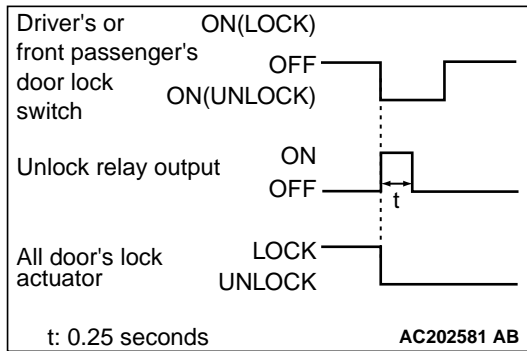 Driver's or ON(LOCK)
front passenger's OFF
door lock
switch ON(UNLOCK)
Unlock relay output ON
OFF
t
All door's lock LOCK
actuator UNLOCK
t: 0.25 seconds AC202581 AB